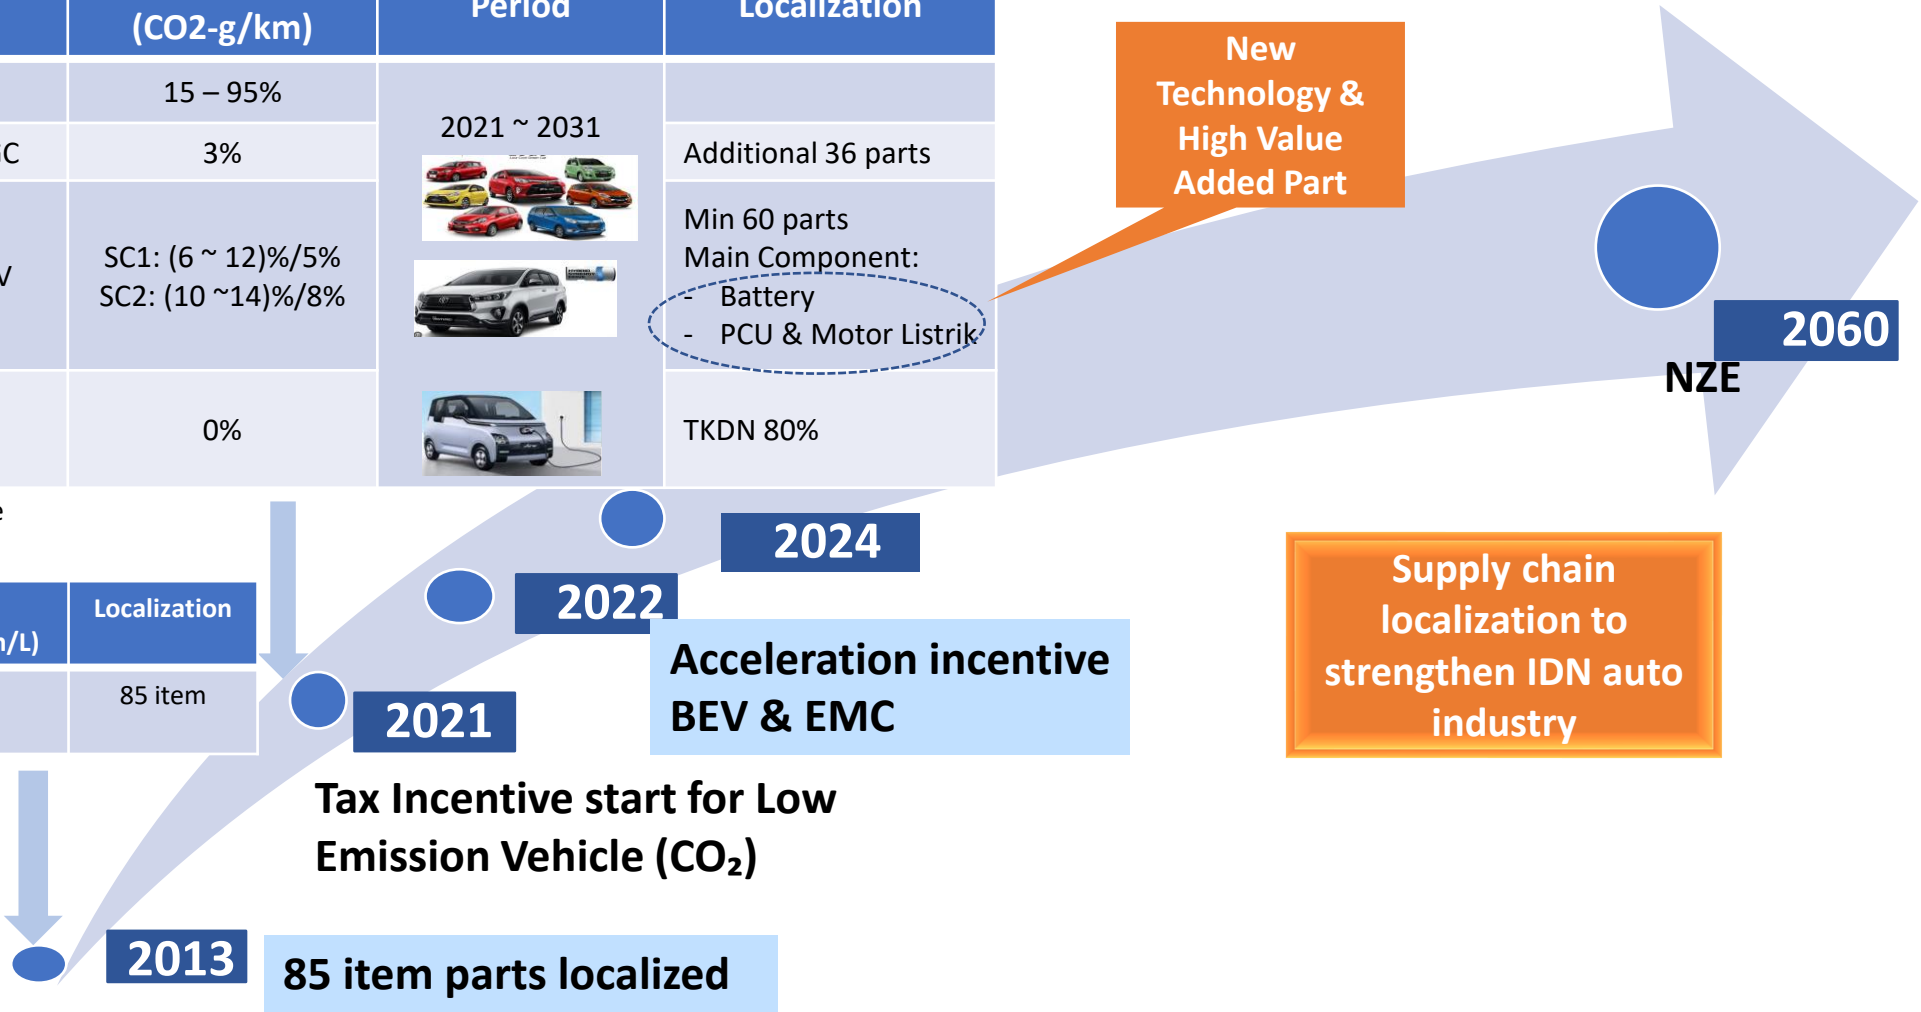 (CO2-g/km)
Period
Localization
15 – 95%
2021 ~ 2031
C
3%
Additional 36 parts
V
SC1: (6 ~ 12)%/5%
SC2: (10 ~14)%/8%
Min 60 parts
Main Component:
- Battery
- PCU & Motor Listrik
0%
TKDN 80%
e
New
Technology &
High Value
Added Part
2060
NZE
2024
2022
Acceleration incentive
BEV & EMC
Supply chain
localization to
strengthen IDN auto
industry
/L)
Localization
85 item
2021
Tax Incentive start for Low
Emission Vehicle (CO₂)
2013
85 item parts localized